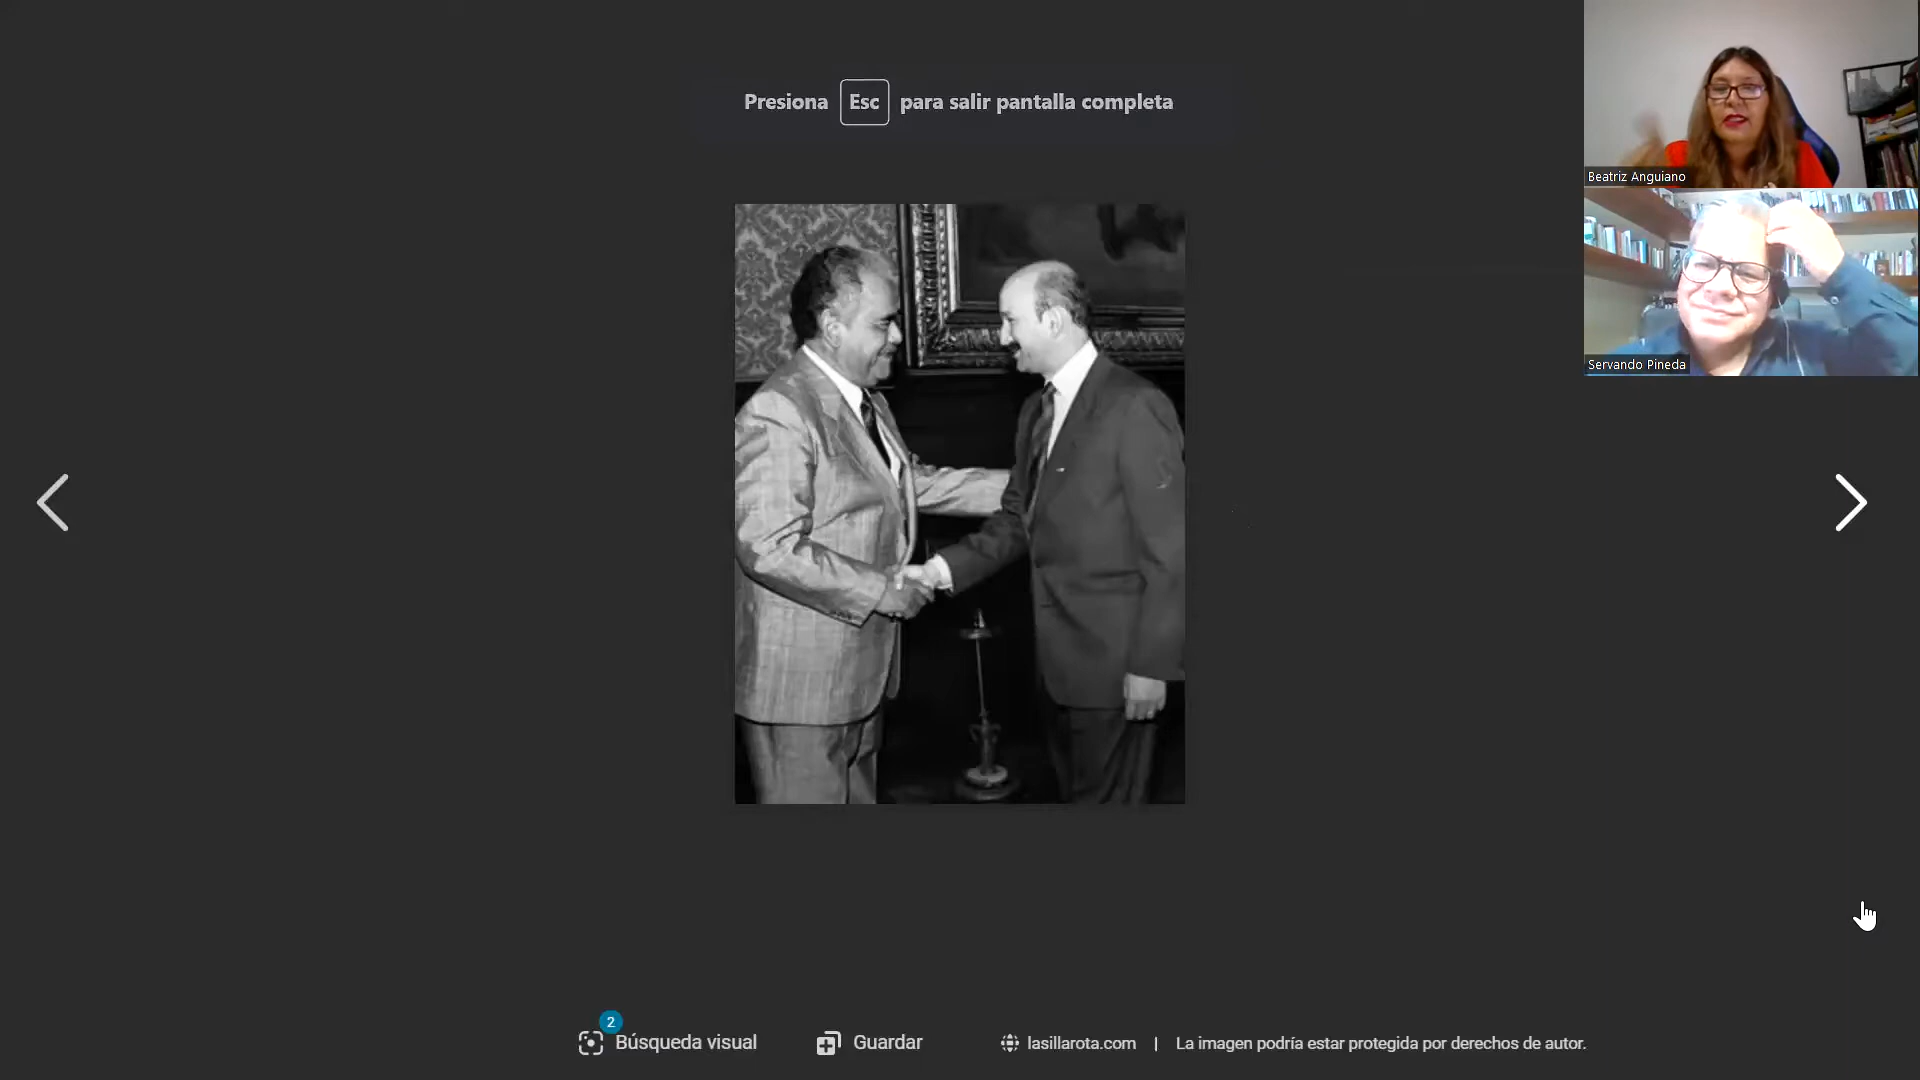 Presiona Esc para salir pantalla completa
Beatriz Anguiano
Servando Pineda
2
Búsqueda visual
Guardar
lasillarota.com | La imagen podría estar protegida por derechos de autor.